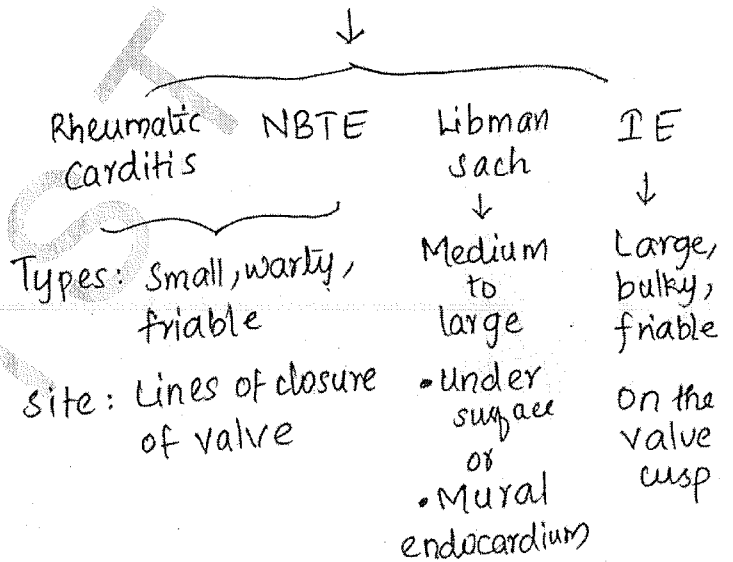 ↓
Rheumatic Carditis
NBTE
Libman sach
IE
↓
↓
Types: Small, warty, friable
Medium to large
Large, bulky, friable
site: Lines of closure of valve
• Under surface or
• Mural endocardium
On the value cusp